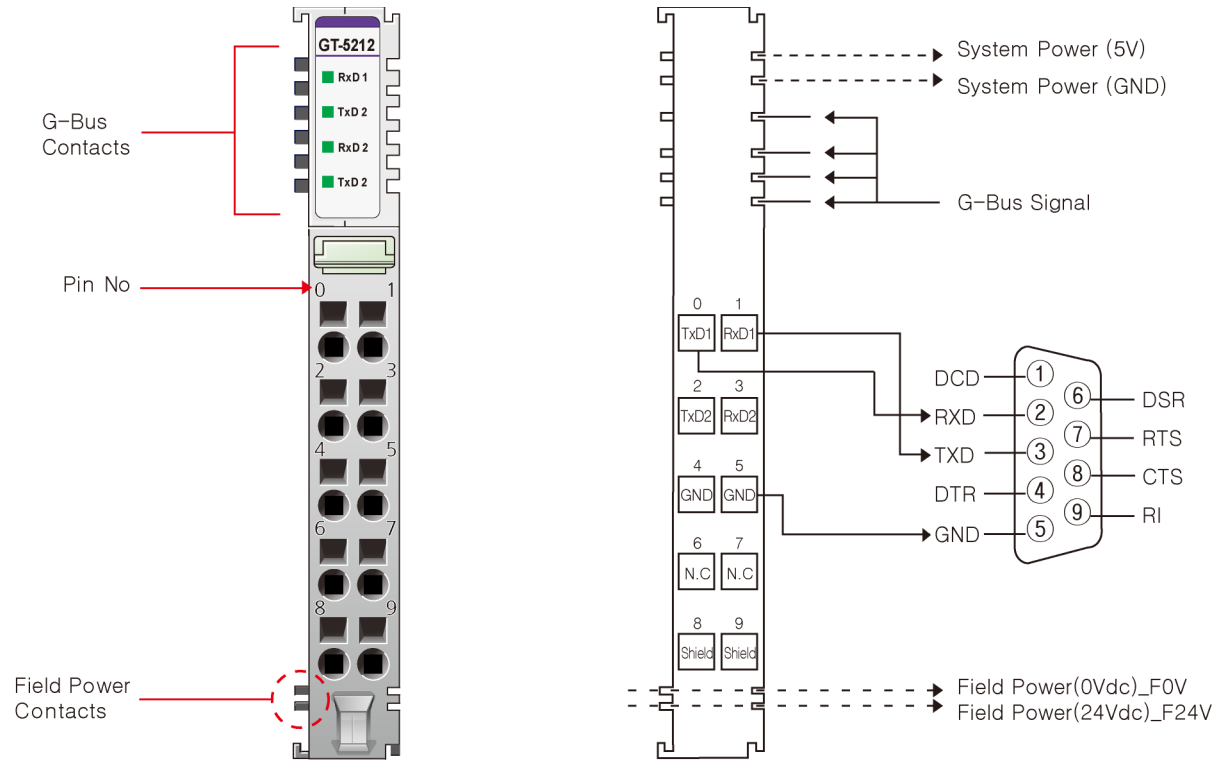 GT-5212
RxD 1
TxD 2
RxD 2
TxD 2
G-Bus
Contacts
Pin No
0 1
2 3
4 5
6 7
8 9
Field Power
Contacts
System Power (5V)
System Power (GND)
G-Bus Signal
0 1
TxD1 RxD1
2 3
TxD2 RxD2
4 5
GND GND
6 7
N.C N.C
8 9
Shield Shield
DCD 1
RXD 2
TXD 3
DTR 4
GND 5
6 DSR
7 RTS
8 CTS
9 RI
Field Power(0Vdc)_F0V
Field Power(24Vdc)_F24V